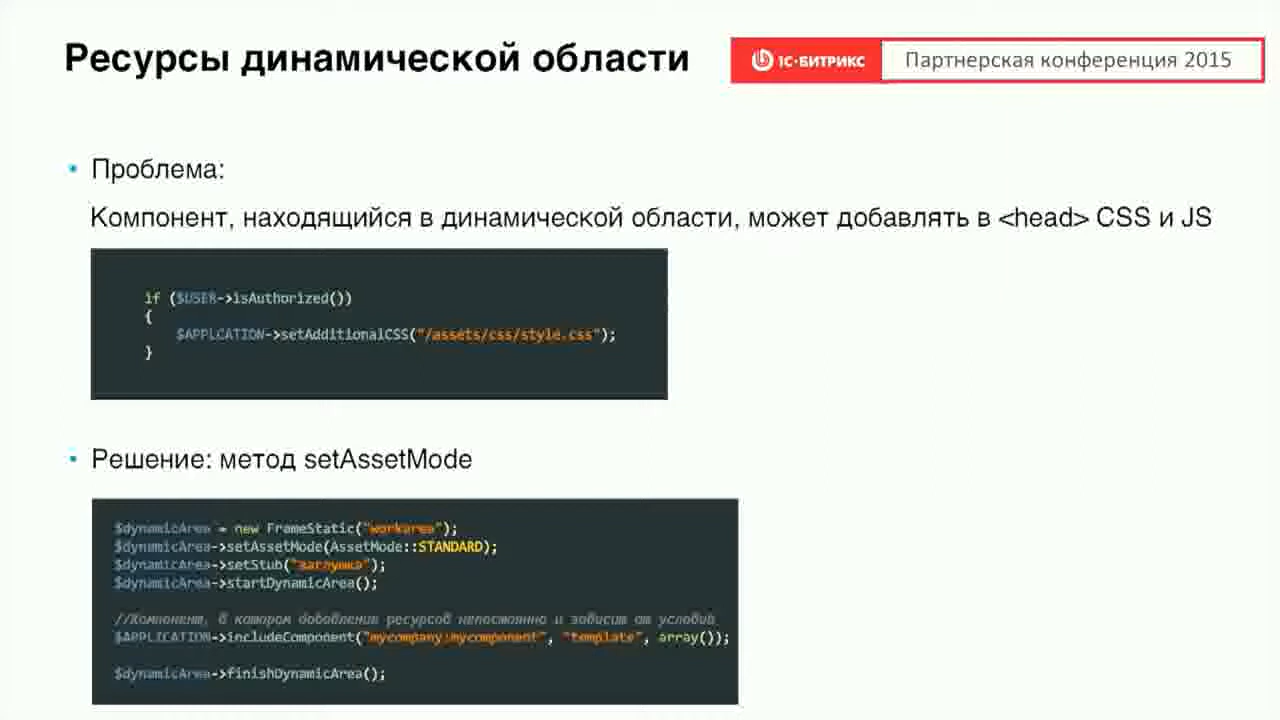 Ресурсы динамической области
1С-БИТРИКС
Партнерская конференция 2015
• Проблема:
Компонент, находящийся в динамической области, может добавлять в <head> CSS и JS
if ($USER->isAuthorized())
{
$APPLCATION->setAdditionalCSS("/assets/css/style.css");
}
• Решение: метод setAssetMode
$dynamicArea = new FrameStatic("workarea");
$dynamicArea->setAssetMode(AssetMode::STANDARD);
$dynamicArea->setStub("заглушка");
$dynamicArea->startDynamicArea();
//Компонент, в котором добавления ресурсов непостоянно и зависит от условий
$APPLICATION->includeComponent("mycompany:mycomponent", "template", array());
$dynamicArea->finishDynamicArea();